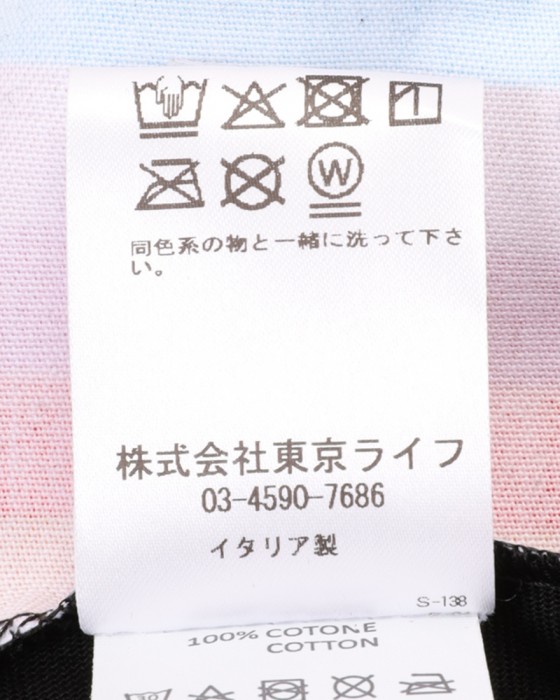 W
同色系の物と一緒に洗って下さ
い。
株式会社東京ライフ
03-4590-7686
イタリア製
S-138
100% COTONE
COTTON